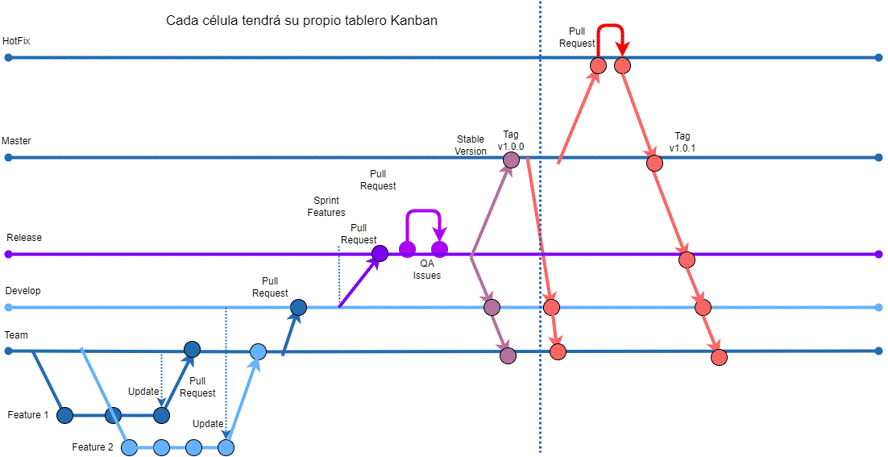 Cada célula tendrá su propio tablero Kanban
Pull
Request
HotFix
Master
Stable
Version
Tag
v1.0.0
Tag
v1.0.1
Pull
Request
Sprint
Features
Pull
Request
Release
QA
Issues
Pull
Request
Develop
Team
Update
Pull
Request
Feature 1
Update
Feature 2